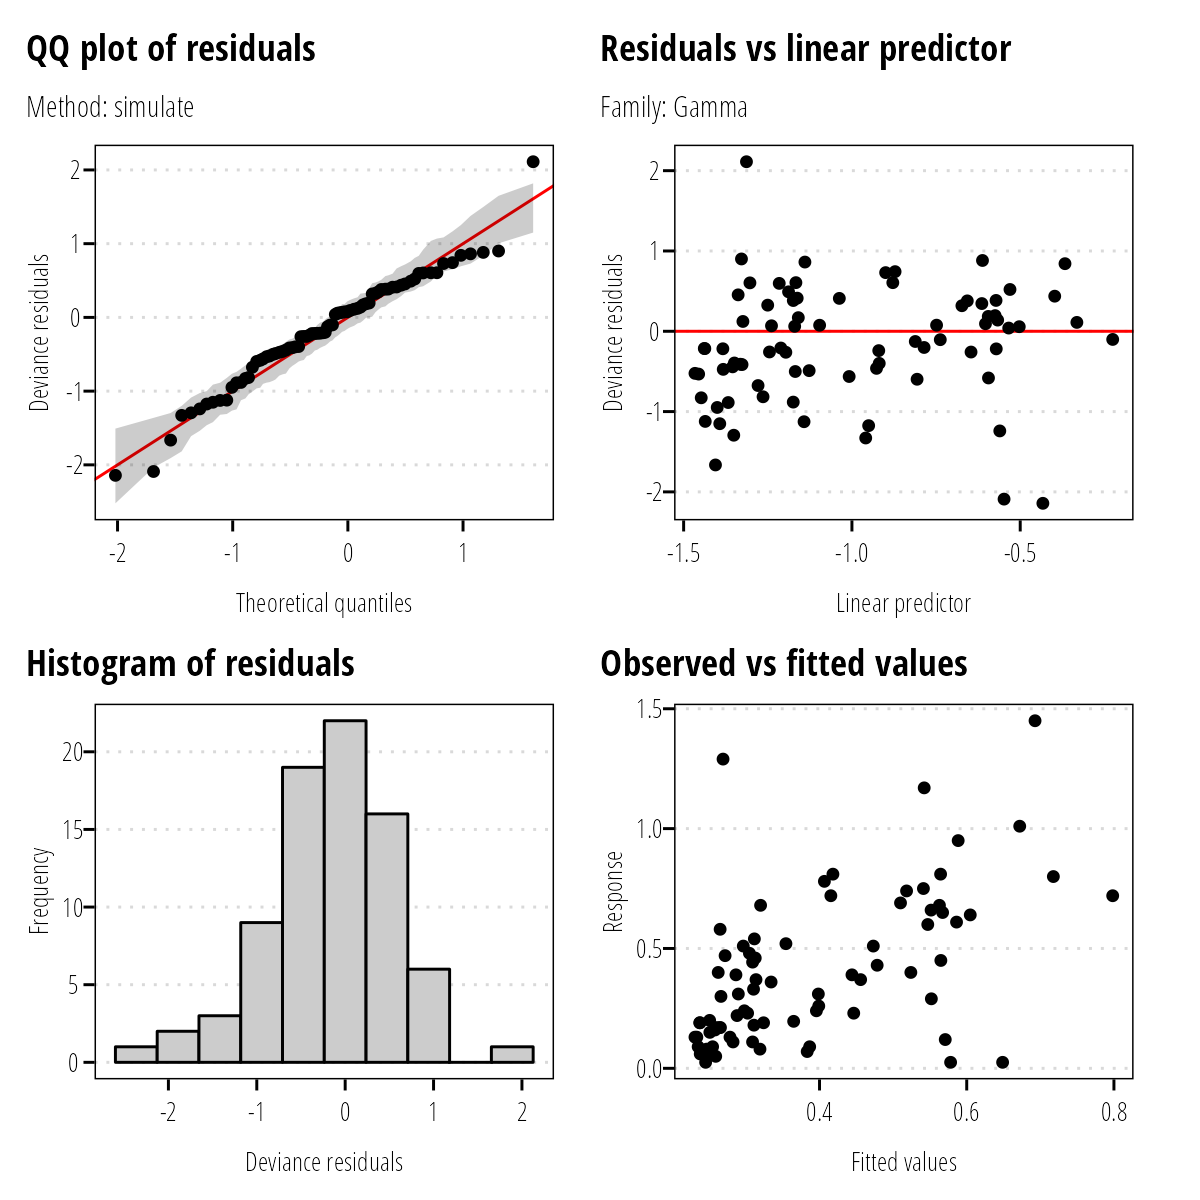 QQ plot of residuals
Method: simulate
Deviance residuals
2
1
0
-1
-2
-2 -1 0 1
Theoretical quantiles
Residuals vs linear predictor
Family: Gamma
Deviance residuals
2
1
0
-1
-2
-1.5 -1.0 -0.5
Linear predictor
Histogram of residuals
Frequency
20
15
10
5
0
-2 -1 0 1 2
Deviance residuals
Observed vs fitted values
Response
1.5
1.0
0.5
0.0
0.4 0.6 0.8
Fitted values